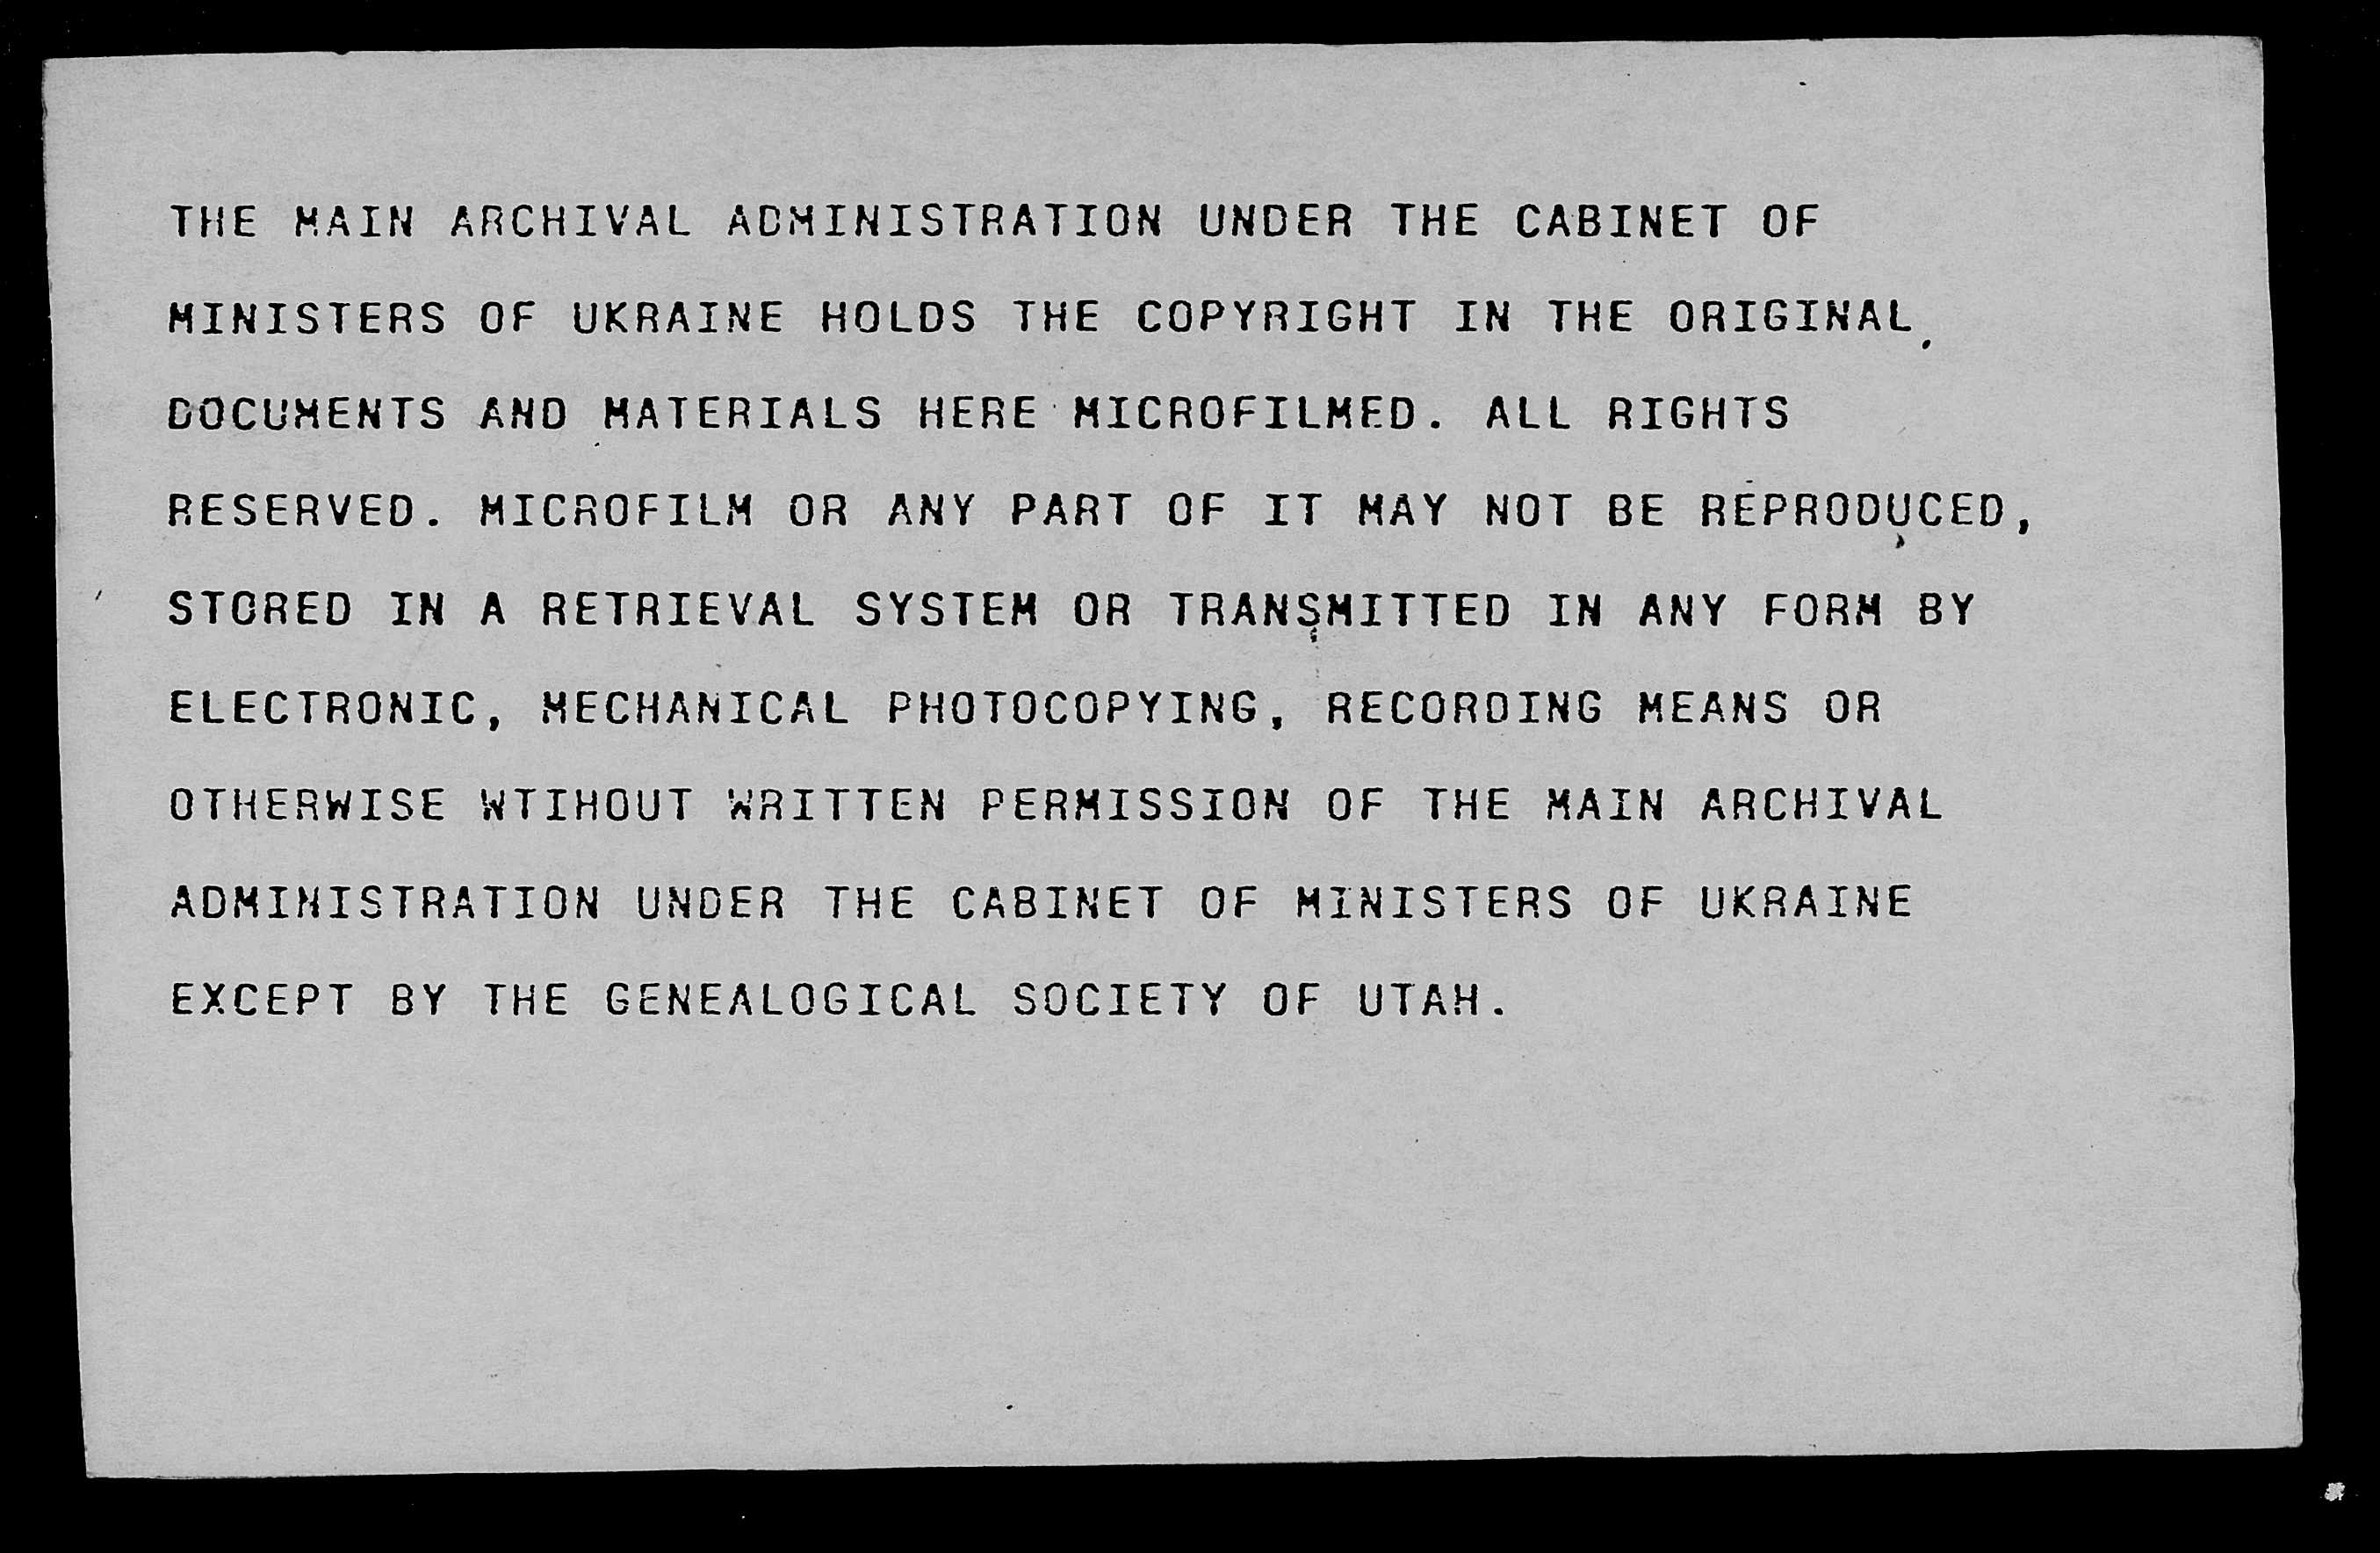 THE MAIN ARCHIVAL ADMINISTRATION UNDER THE CABINET OF
MINISTERS OF UKRAINE HOLDS THE COPYRIGHT IN THE ORIGINAL
DOCUMENTS AND MATERIALS HERE MICROFILMED. ALL RIGHTS
RESERVED. MICROFILM OR ANY PART OF IT MAY NOT BE REPRODUCED,
STORED IN A RETRIEVAL SYSTEM OR TRANSMITTED IN ANY FORM BY
ELECTRONIC, MECHANICAL PHOTOCOPYING, RECORDING MEANS OR
OTHERWISE WTIHOUT WRITTEN PERMISSION OF THE MAIN ARCHIVAL
ADMINISTRATION UNDER THE CABINET OF MINISTERS OF UKRAINE
EXCEPT BY THE GENEALOGICAL SOCIETY OF UTAH.